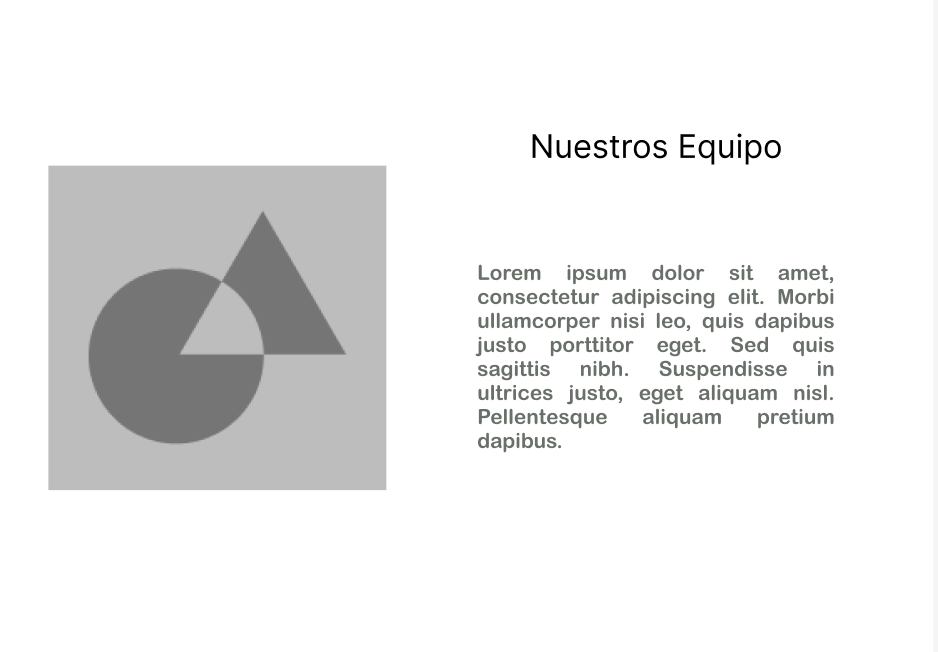 Nuestros Equipo
Lorem ipsum dolor sit amet,
consectetur adipiscing elit. Morbi
ullamcorper nisi leo, quis dapibus
justo porttitor eget. Sed quis
sagittis nibh. Suspendisse in
ultrices justo, eget aliquam nisl.
Pellentesque aliquam pretium
dapibus.